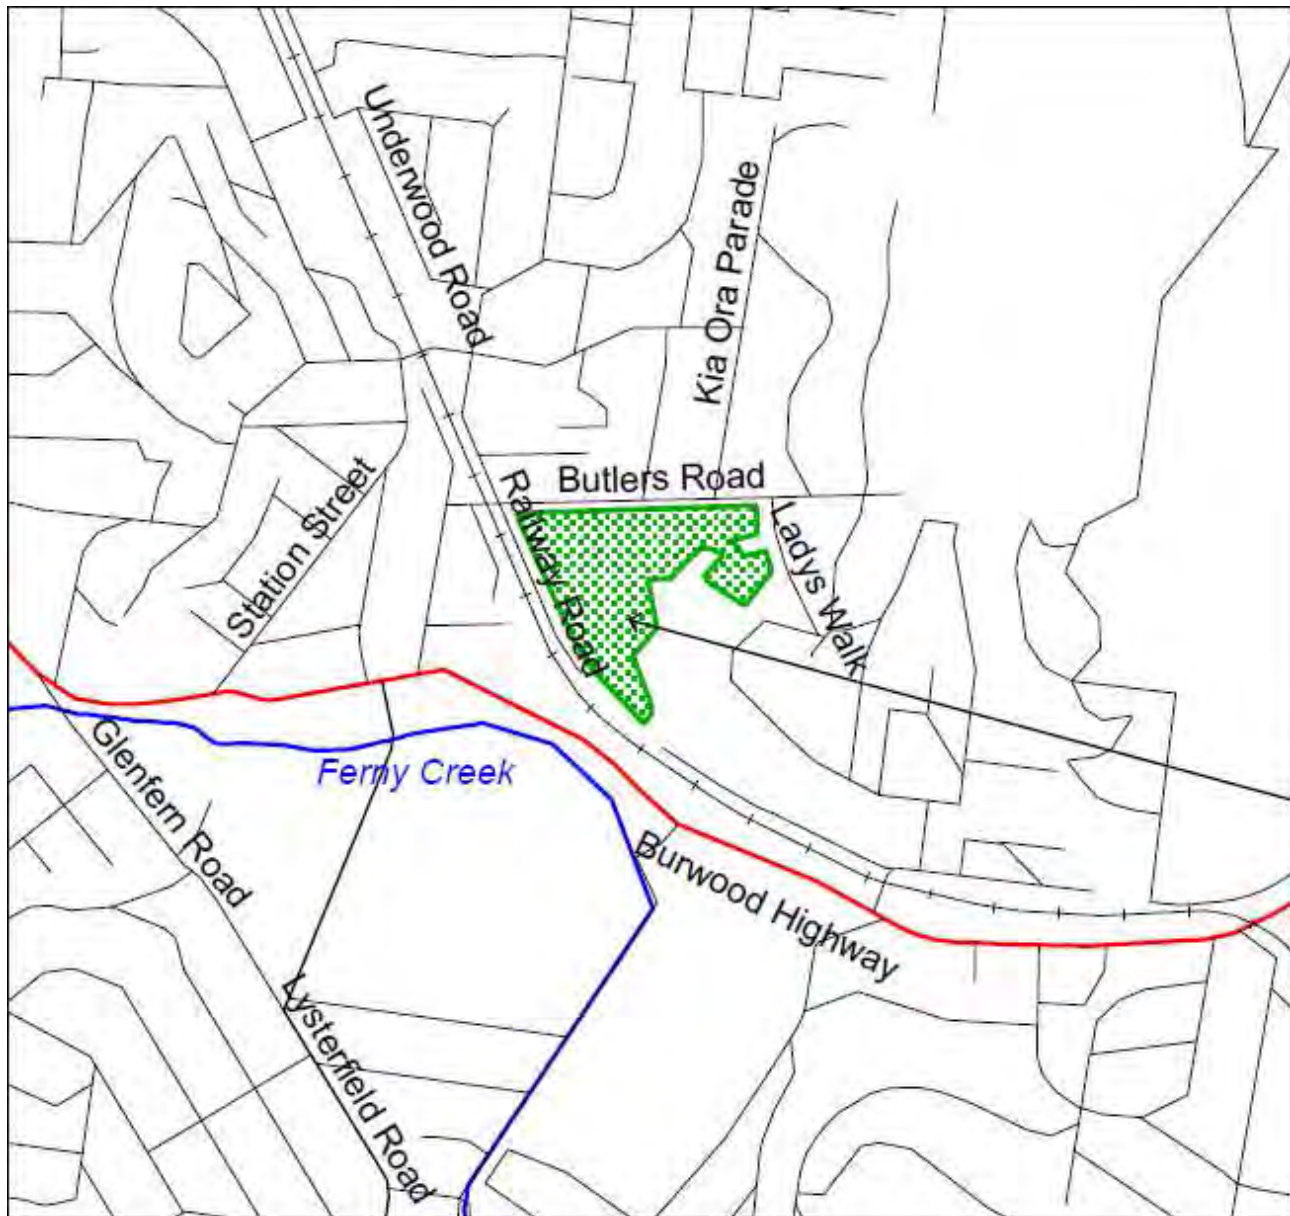 Underwood Road
Kia Ora Parade
Butlers Road
Railway Road
Station Street
Ladys Walk
Ferny Creek
Glenfern Road
Burwood Highway
Lysterfield Road